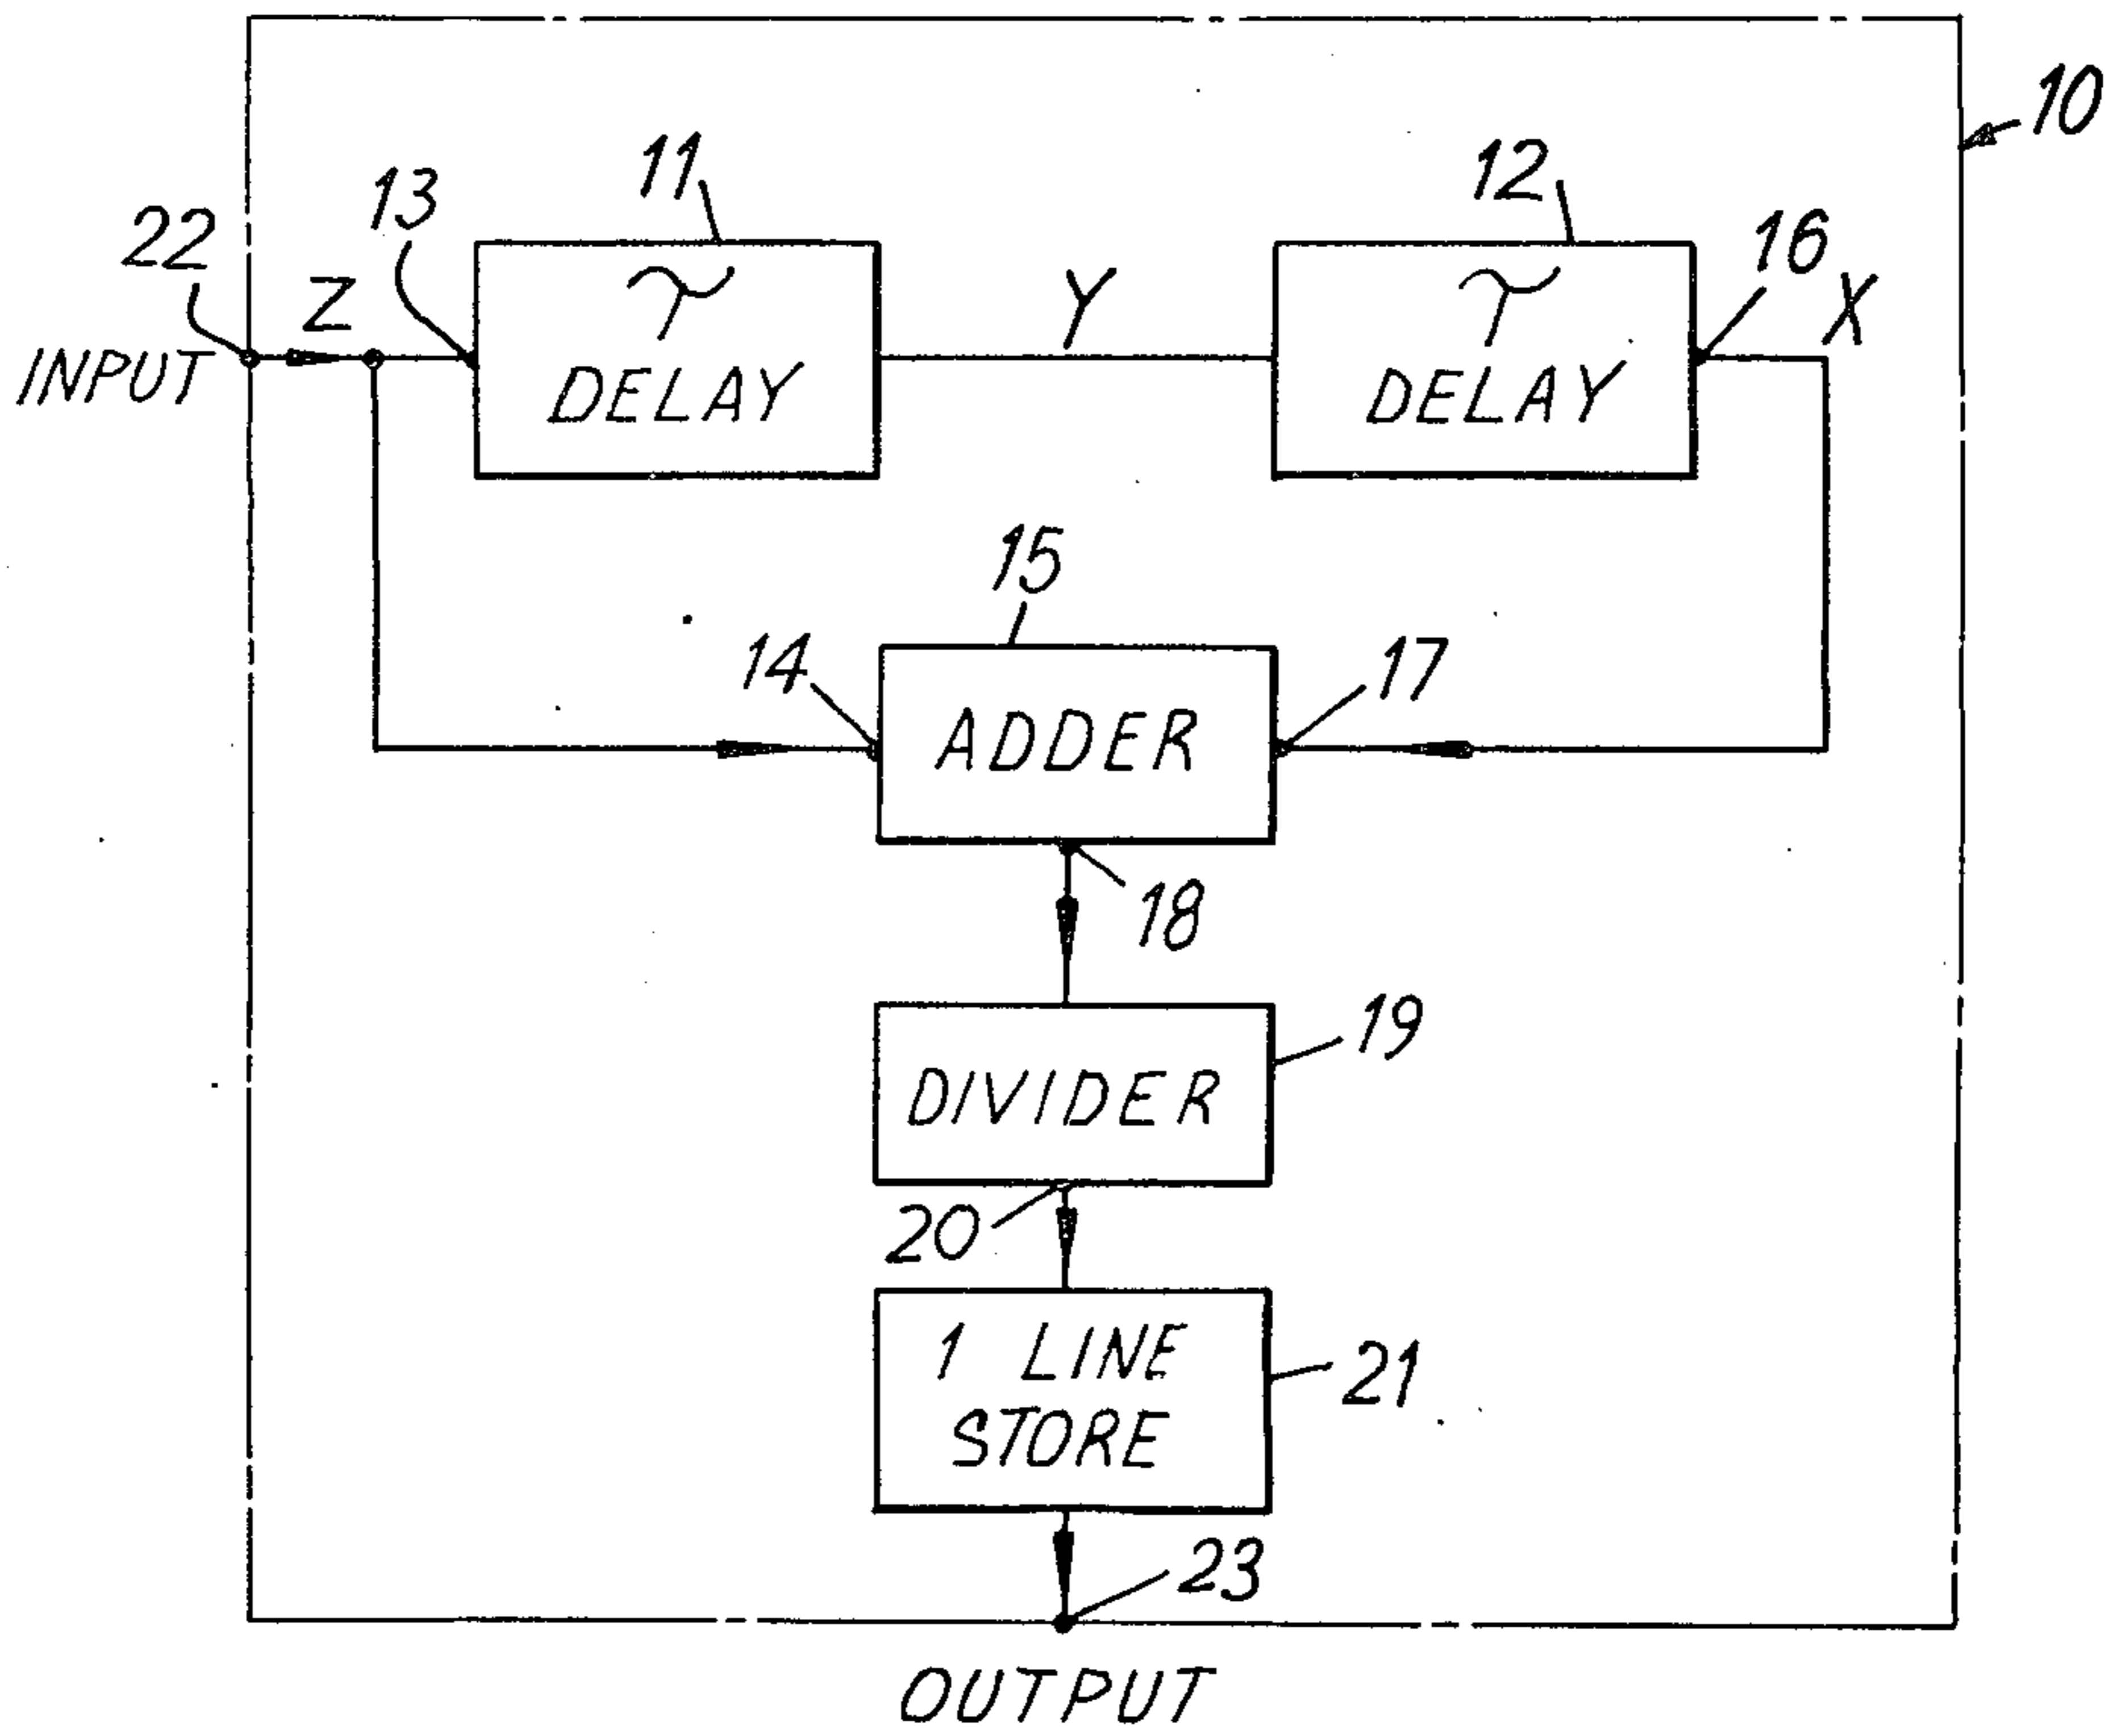 10
11
12
13
22
16
Z
Y
X
INPUT
τ
DELAY
τ
DELAY
15
14
17
ADDER
18
19
DIVIDER
20
1 LINE
STORE
21
23
OUTPUT